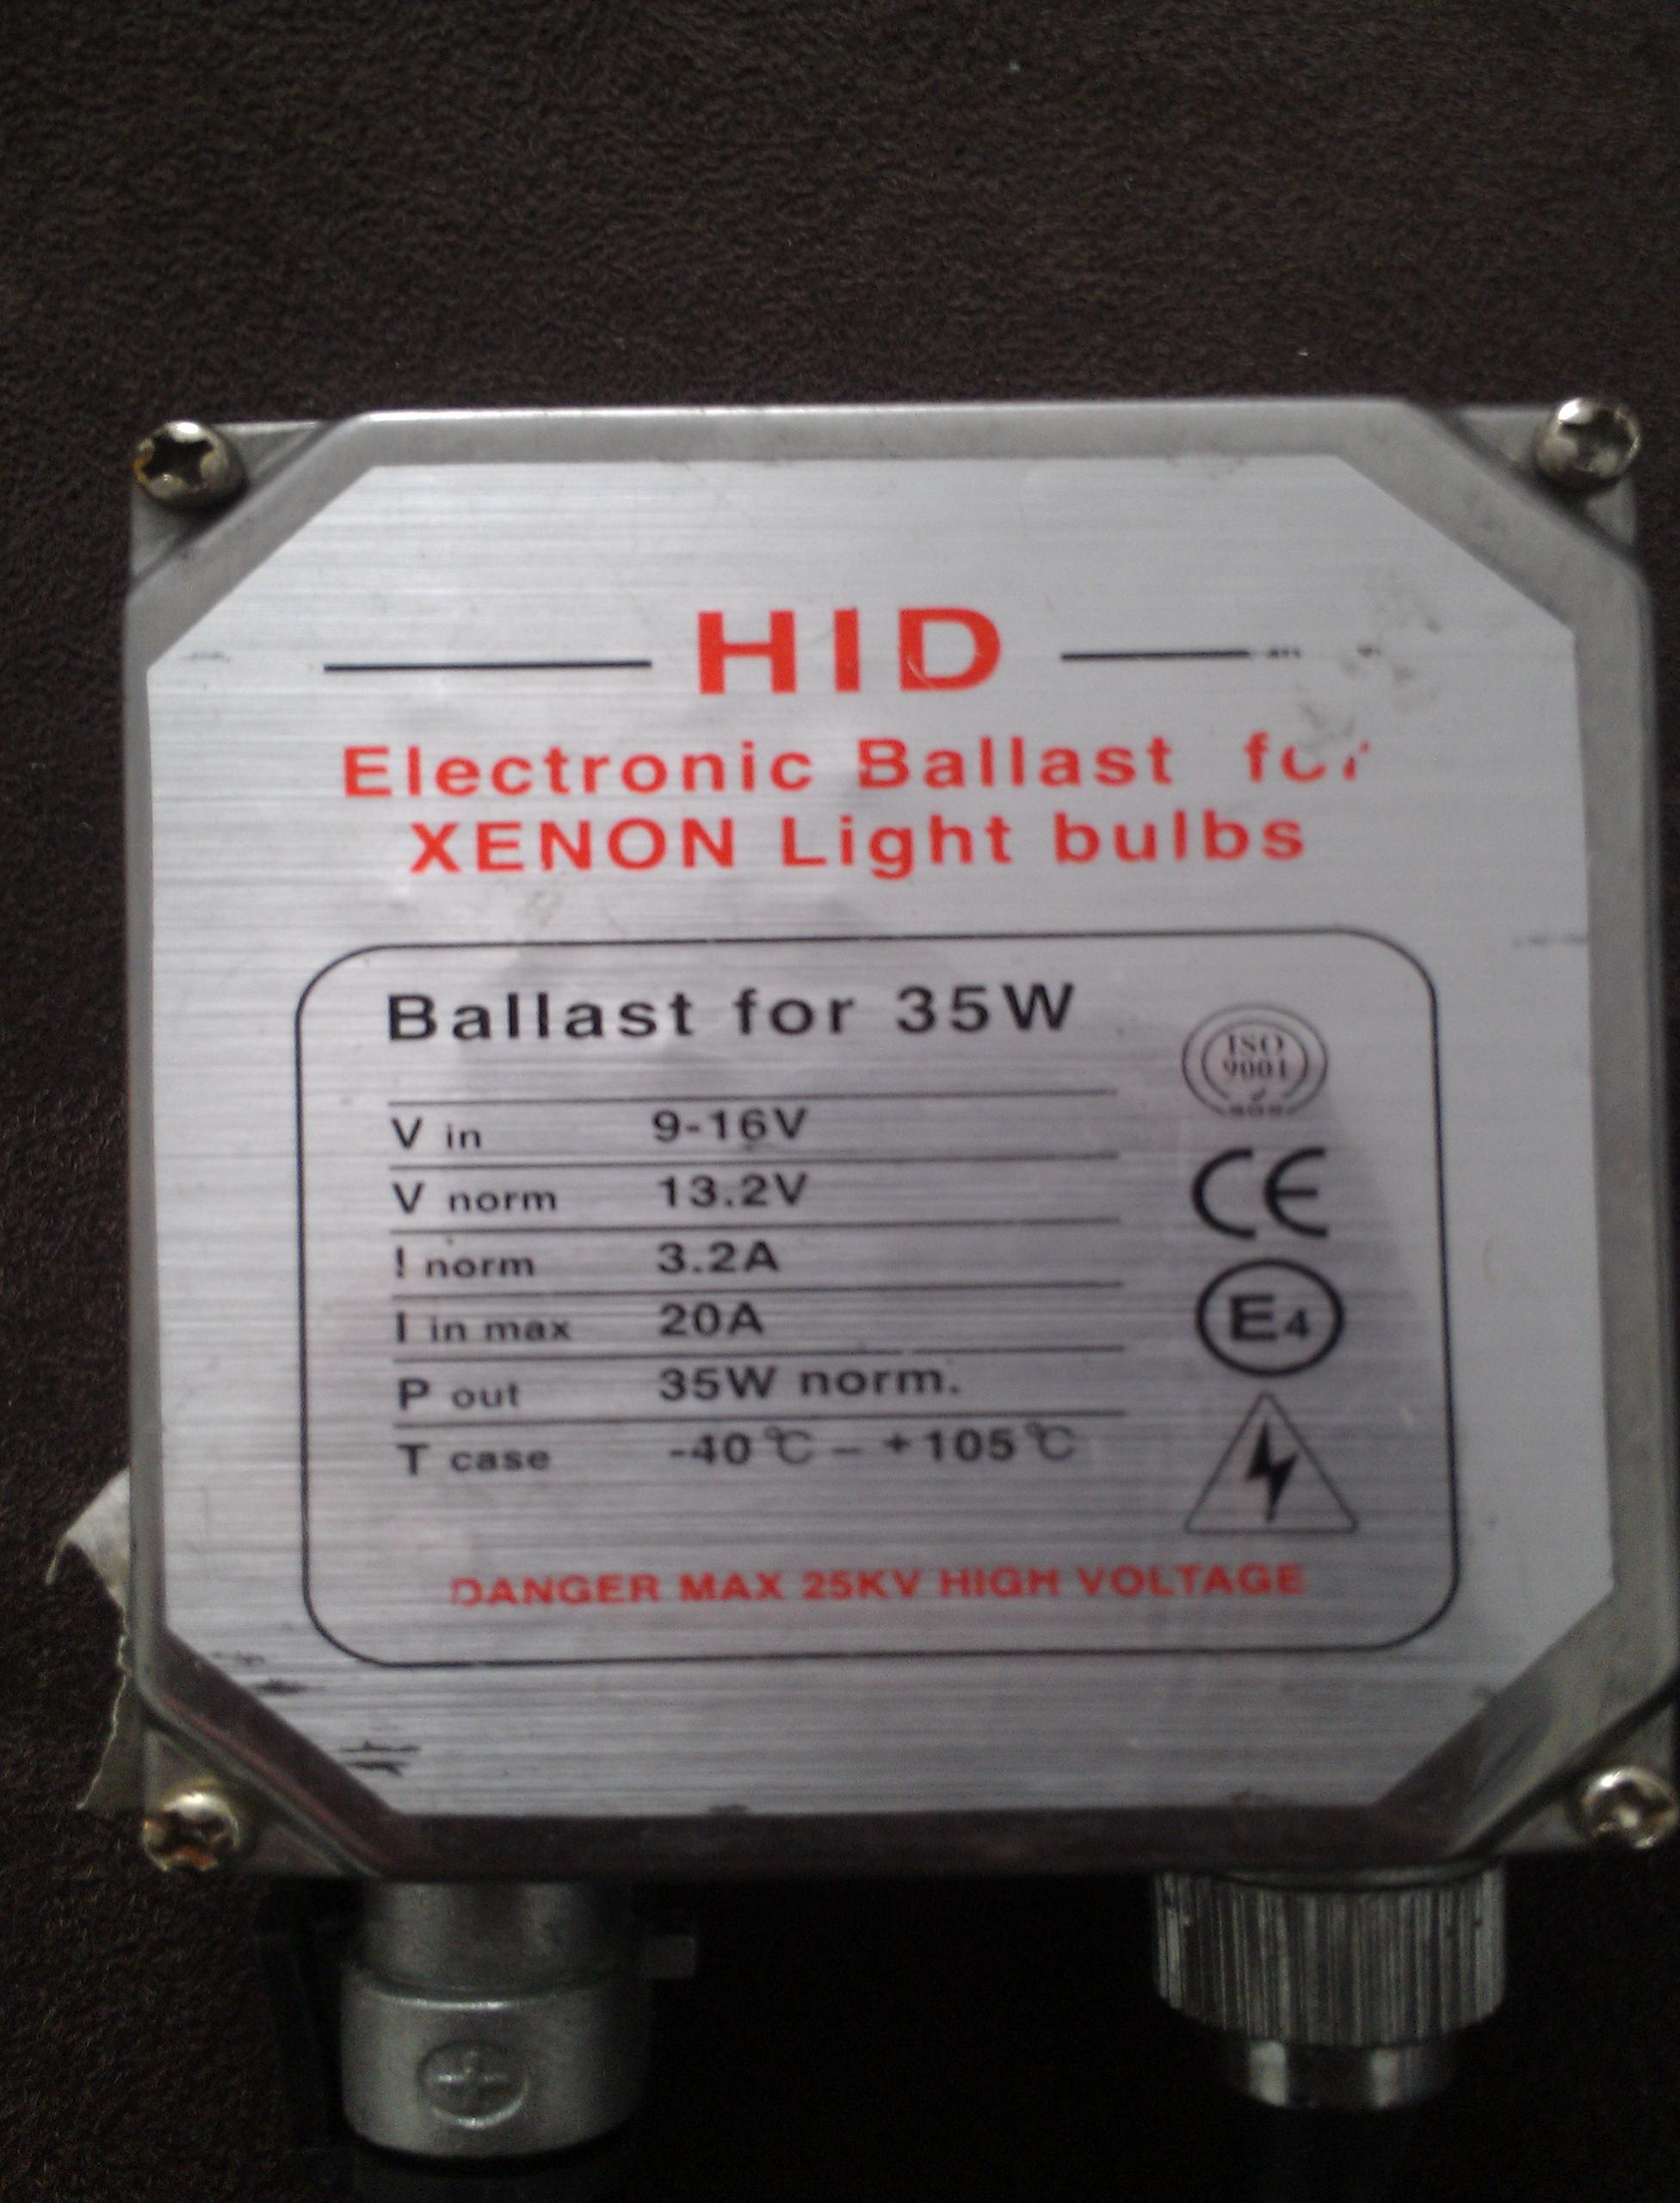 HID
Electronic Ballast for
XENON Light bulbs
Ballast for 35W
V in 9-16V
V norm 13.2V
I norm 3.2A
I in max 20A
P out 35W norm.
T case -40℃ – +105℃
ISO
9001
CE
E4
DANGER MAX 25KV HIGH VOLTAGE